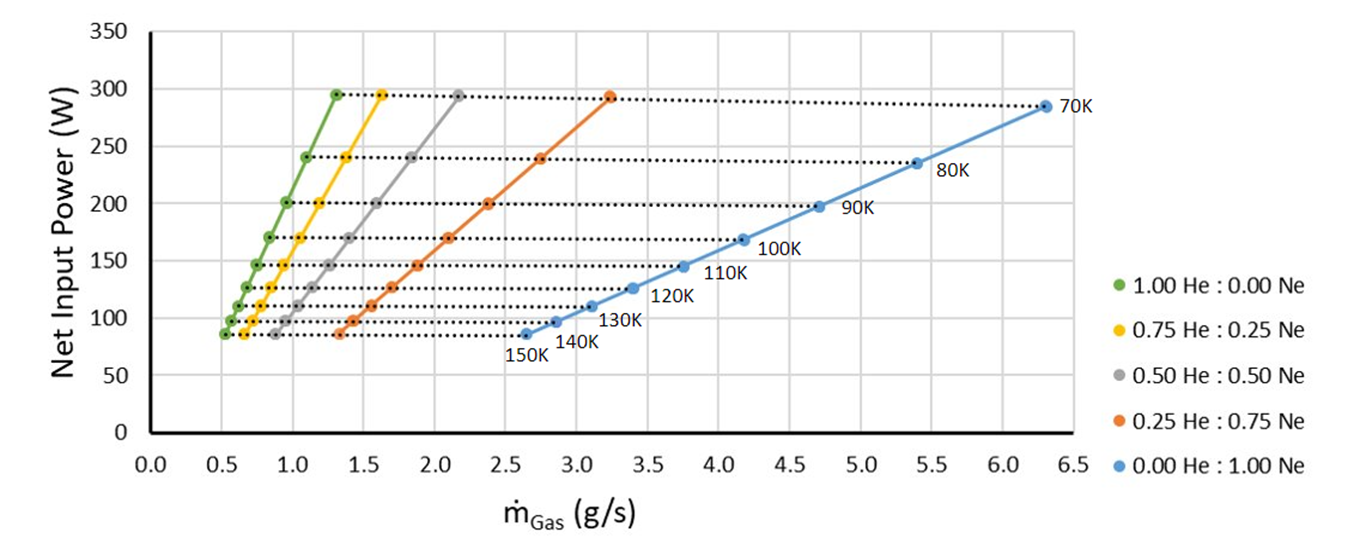 350
300
250
200
150
100
50
0
Net Input Power (W)
70K
80K
90K
100K
110K
120K
130K
140K
150K
0.0 0.5 1.0 1.5 2.0 2.5 3.0 3.5 4.0 4.5 5.0 5.5 6.0 6.5
ṁGas (g/s)
1.00 He : 0.00 Ne
0.75 He : 0.25 Ne
0.50 He : 0.50 Ne
0.25 He : 0.75 Ne
0.00 He : 1.00 Ne